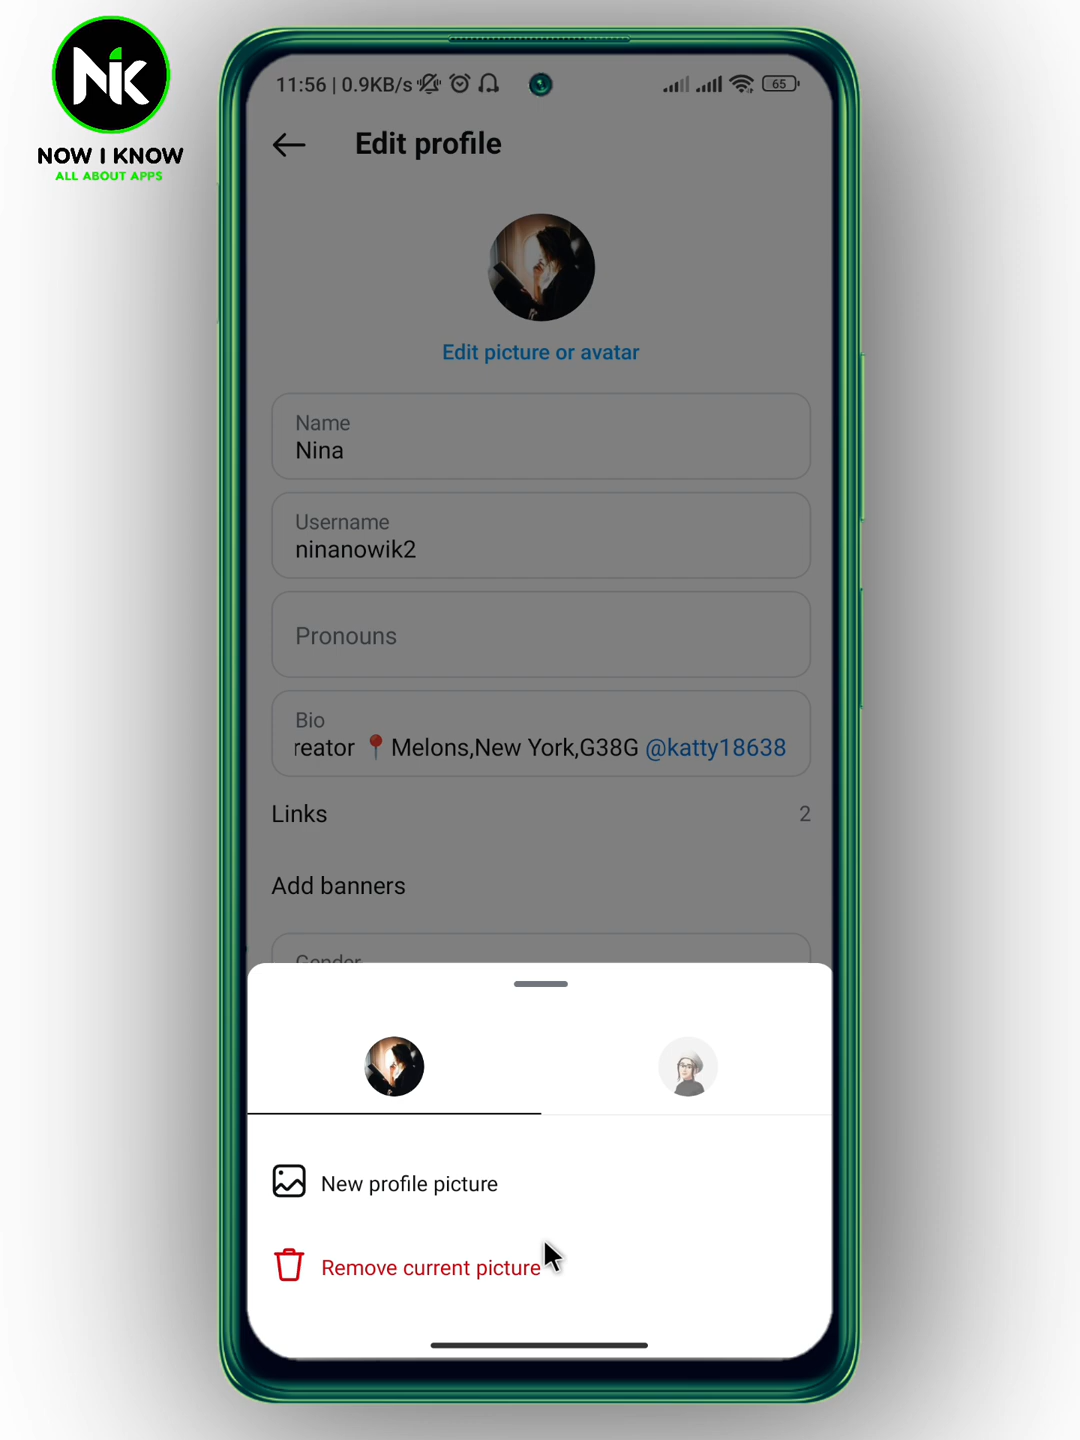 NK
NOW I KNOW
ALL ABOUT APPS
11:56 | 0.9KB/s
65
Edit profile
Edit picture or avatar
Name
Nina
Username
ninanowik2
Pronouns
Bio
reator 📍Melons,New York,G38G @katty18638
Links 2
Add banners
Gender
New profile picture
Remove current picture